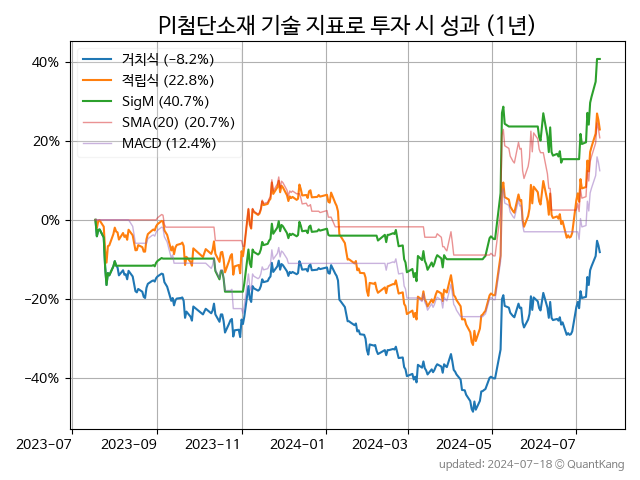 PI첨단소재 기술 지표로 투자 시 성과 (1년)
거치식 (−8.2%)
적립식 (22.8%)
SigM (40.7%)
SMA(20) (20.7%)
MACD (12.4%)
40%
20%
0%
−20%
−40%
2023-07 2023-09 2023-11 2024-01 2024-03 2024-05 2024-07
updated: 2024-07-18 @ QuantKang